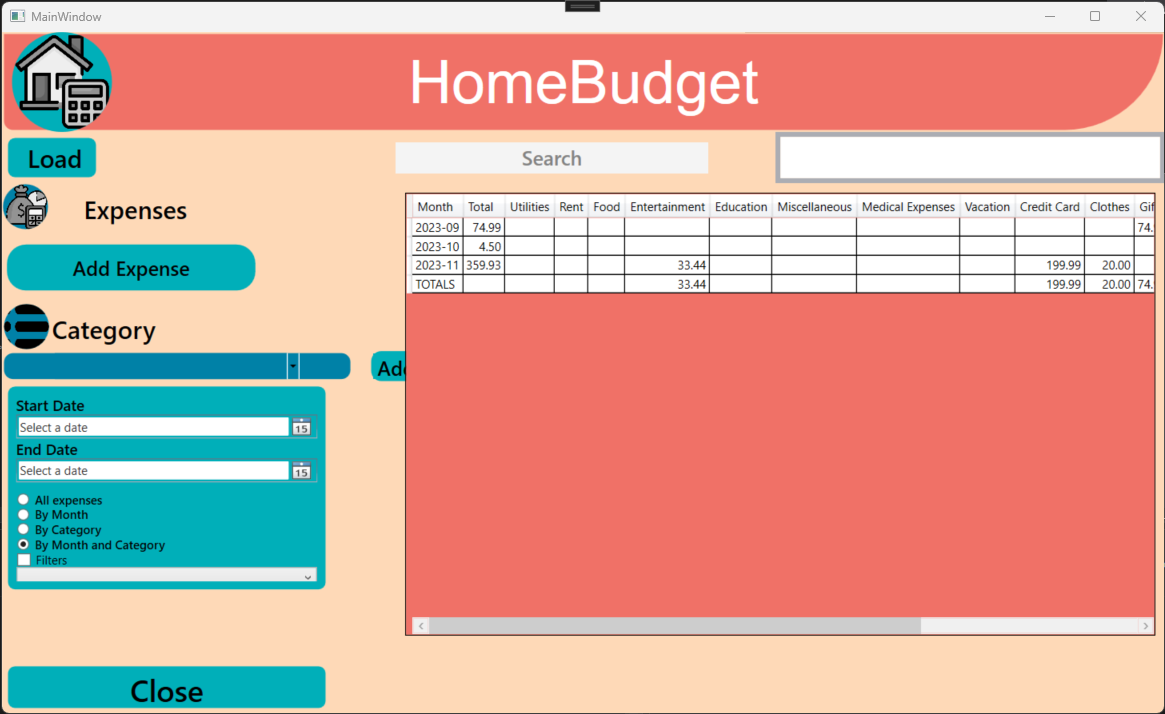 MainWindow
HomeBudget
Load
Search
Expenses
Add Expense
Category
Start Date
Select a date
15
End Date
Select a date
15
All expenses
By Month
By Category
By Month and Category
Filters
Close
Month Total Utilities Rent Food Entertainment Education Miscellaneous Medical Expenses Vacation Credit Card Clothes
2023-09 74.99 74.
2023-10 4.50
2023-11 359.93 33.44 199.99 20.00
TOTALS 33.44 199.99 20.00 74.